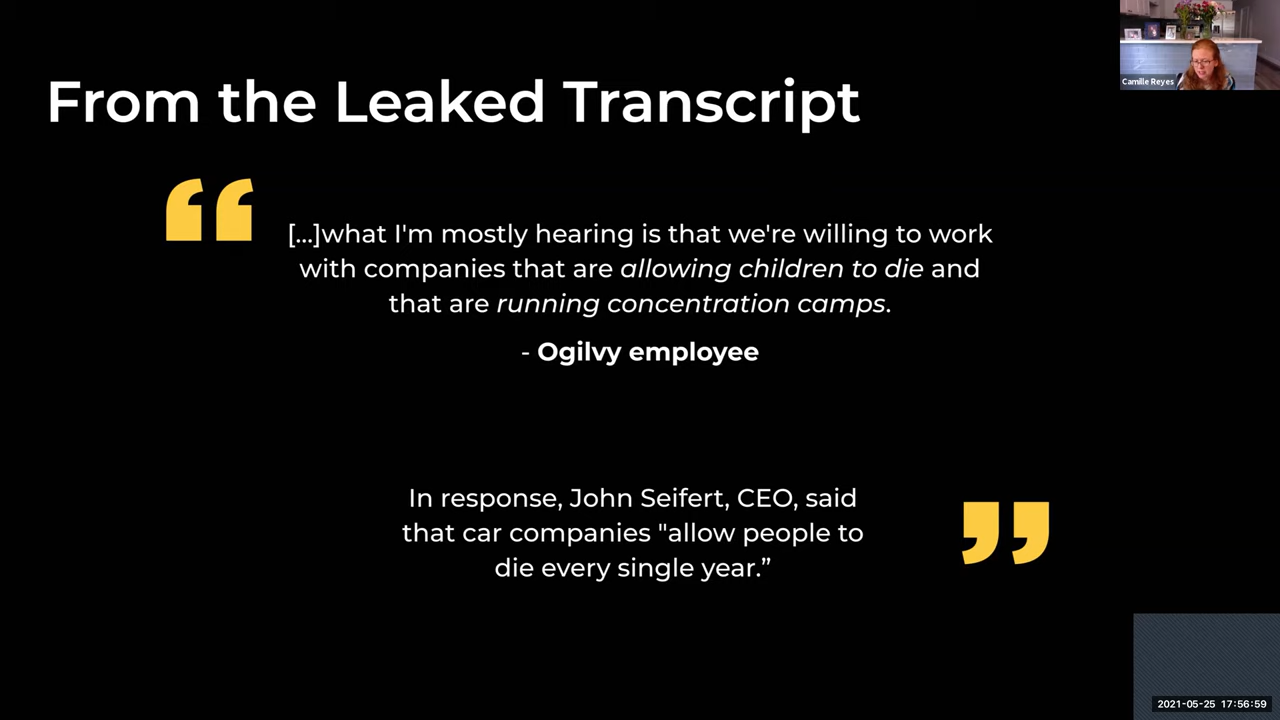 Camille Reyes
From the Leaked Transcript
“
[...]what I'm mostly hearing is that we're willing to work
with companies that are allowing children to die and
that are running concentration camps.
- Ogilvy employee
In response, John Seifert, CEO, said
that car companies "allow people to
die every single year.”
”
2021-05-25 17:56:59